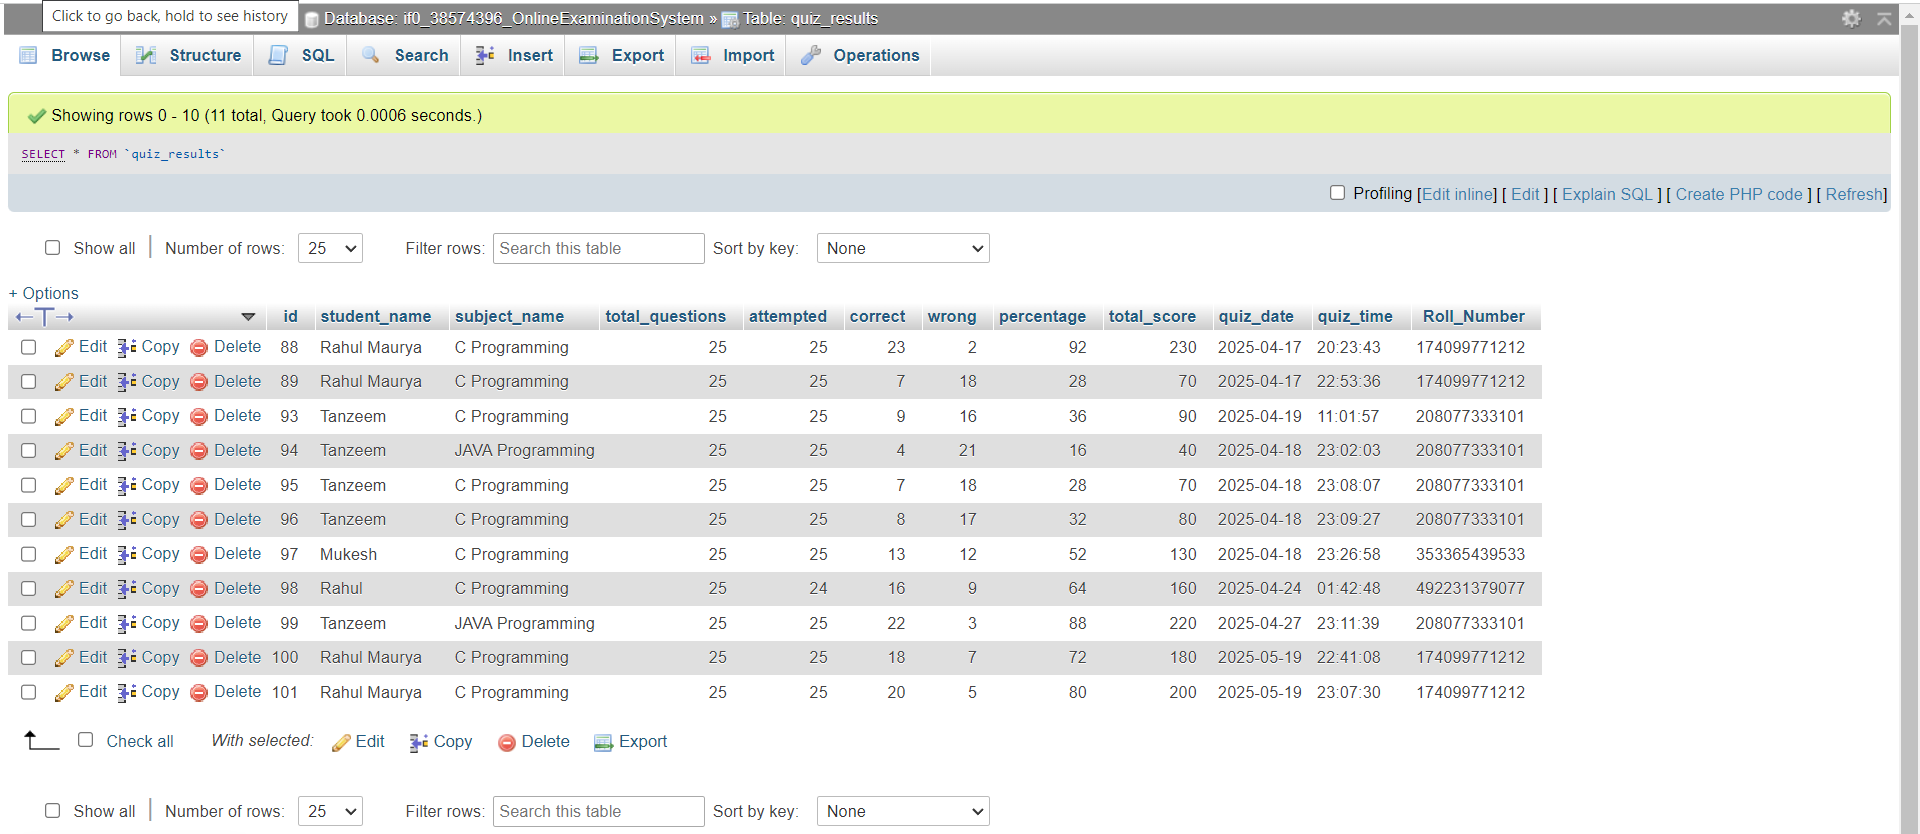 Click to go back, hold to see history
Database: if0_38574396_OnlineExaminationSystem » Table: quiz_results
Browse Structure SQL Search Insert Export Import Operations
Showing rows 0 - 10 (11 total, Query took 0.0006 seconds.)
SELECT * FROM `quiz_results`
Profiling [Edit inline] [ Edit ] [ Explain SQL ] [ Create PHP code ] [ Refresh]
Show all | Number of rows: 25 Filter rows: Search this table Sort by key: None
+ Options
←T→ id student_name subject_name total_questions attempted correct wrong percentage total_score quiz_date quiz_time Roll_Number
Edit Copy Delete 88 Rahul Maurya C Programming 25 25 23 2 92 230 2025-04-17 20:23:43 174099771212
Edit Copy Delete 89 Rahul Maurya C Programming 25 25 7 18 28 70 2025-04-17 22:53:36 174099771212
Edit Copy Delete 93 Tanzeem C Programming 25 25 9 16 36 90 2025-04-19 11:01:57 208077333101
Edit Copy Delete 94 Tanzeem JAVA Programming 25 25 4 21 16 40 2025-04-18 23:02:03 208077333101
Edit Copy Delete 95 Tanzeem C Programming 25 25 7 18 28 70 2025-04-18 23:08:07 208077333101
Edit Copy Delete 96 Tanzeem C Programming 25 25 8 17 32 80 2025-04-18 23:09:27 208077333101
Edit Copy Delete 97 Mukesh C Programming 25 25 13 12 52 130 2025-04-18 23:26:58 353365439533
Edit Copy Delete 98 Rahul C Programming 25 24 16 9 64 160 2025-04-24 01:42:48 492231379077
Edit Copy Delete 99 Tanzeem JAVA Programming 25 25 22 3 88 220 2025-04-27 23:11:39 208077333101
Edit Copy Delete 100 Rahul Maurya C Programming 25 25 18 7 72 180 2025-05-19 22:41:08 174099771212
Edit Copy Delete 101 Rahul Maurya C Programming 25 25 20 5 80 200 2025-05-19 23:07:30 174099771212
Check all With selected: Edit Copy Delete Export
Show all | Number of rows: 25 Filter rows: Search this table Sort by key: None